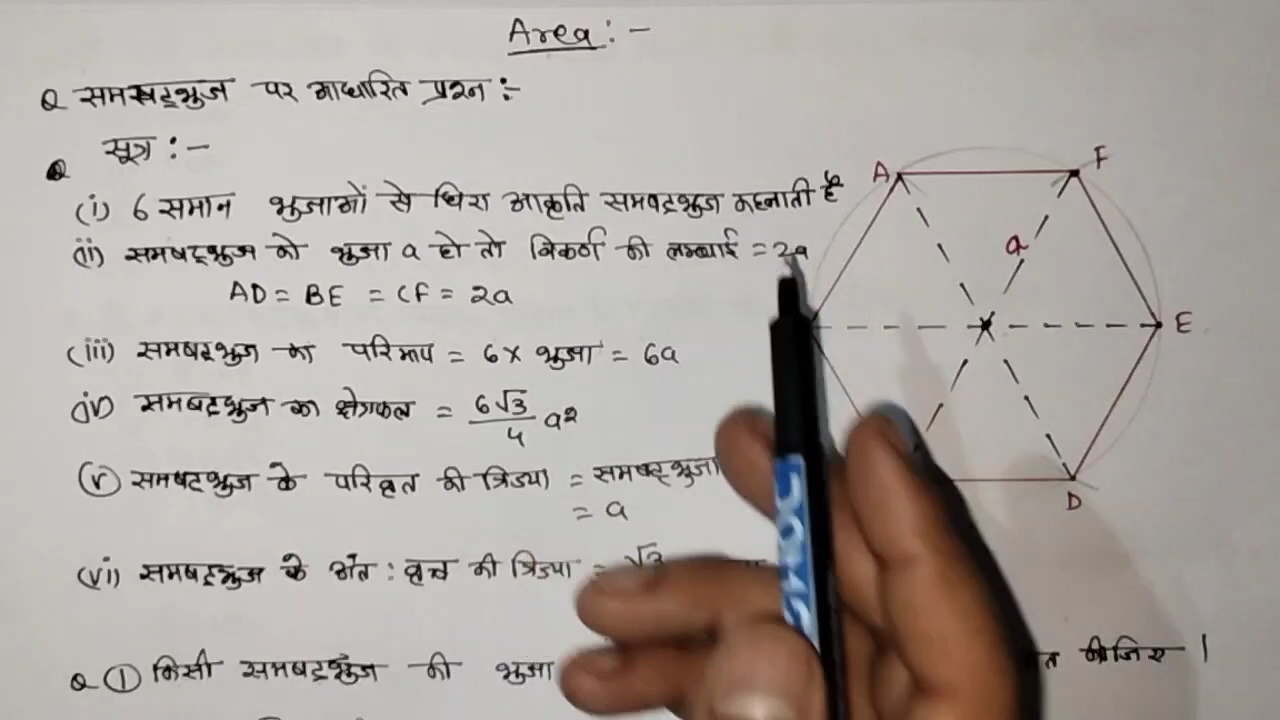 Area :-
Q समषट्भुज पर आधारित प्रश्न :-
सूत्र :-
(i) 6 समान भुजाओं से घिरा आकृति समषट्भुज कहलाती है
(ii) समषट्भुज को भुजा a हो तो विकर्ण की लम्बाई = 2a
AD = BE = CF = 2a
(iii) समषट्भुज का परिमाप = 6 x भुजा = 6a
(iv) समषट्भुज का क्षेत्रफल = 6√3/4 a²
(v) समषट्भुज के परिवृत की त्रिज्या = समषट्भुजा
= a
(vi) समषट्भुज के अंत : वृत्त की त्रिज्या = √3
Q ① किसी समषट्भुज की भुजा कीजिए ।
A
F
a
E
D